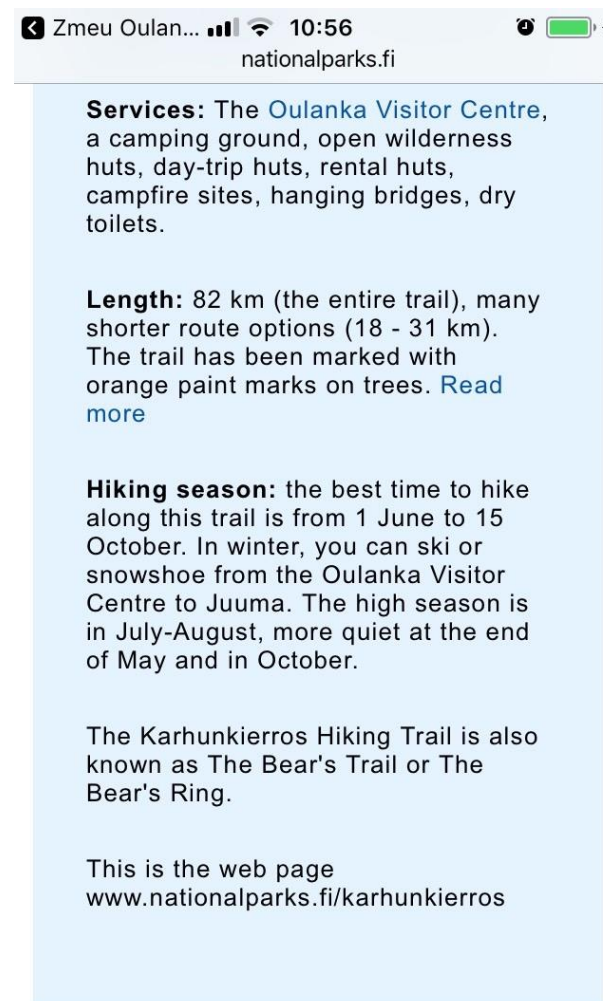 Zmeu Oulan... 10:56
nationalparks.fi
Services: The Oulanka Visitor Centre,
a camping ground, open wilderness
huts, day-trip huts, rental huts,
campfire sites, hanging bridges, dry
toilets.
Length: 82 km (the entire trail), many
shorter route options (18 - 31 km).
The trail has been marked with
orange paint marks on trees. Read
more
Hiking season: the best time to hike
along this trail is from 1 June to 15
October. In winter, you can ski or
snowshoe from the Oulanka Visitor
Centre to Juuma. The high season is
in July-August, more quiet at the end
of May and in October.
The Karhunkierros Hiking Trail is also
known as The Bear's Trail or The
Bear's Ring.
This is the web page
www.nationalparks.fi/karhunkierros